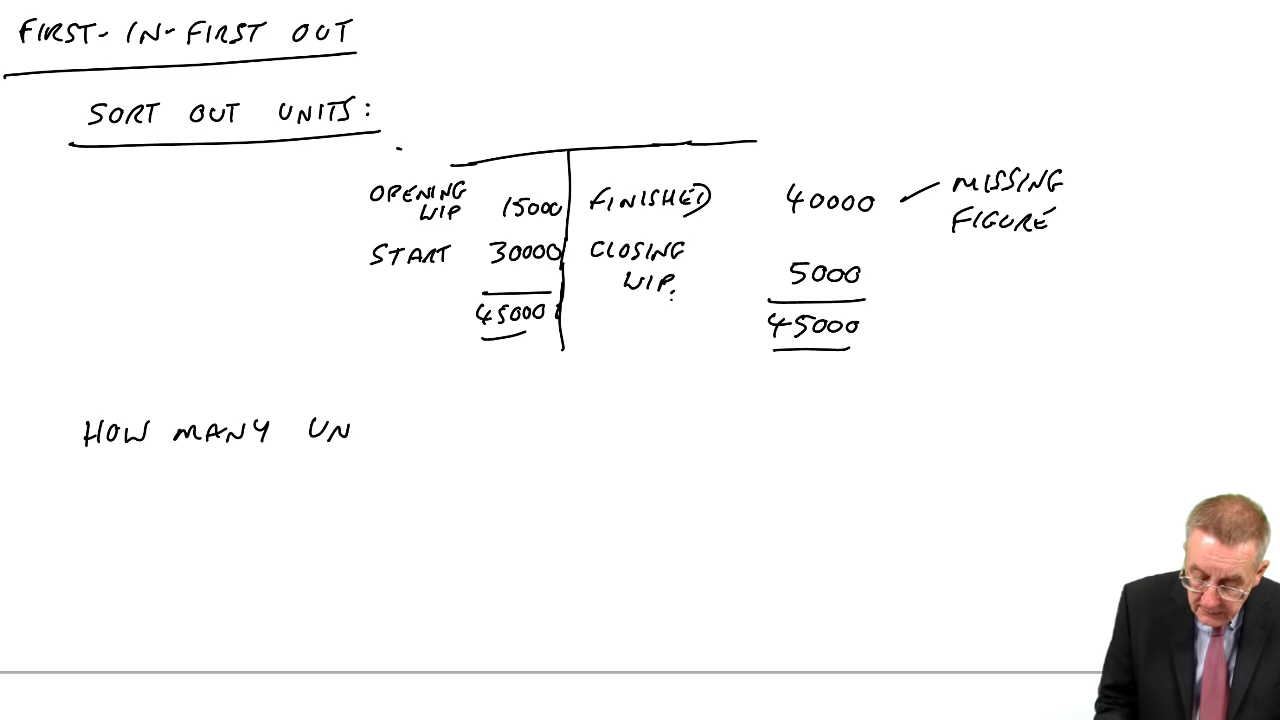 FIRST-IN-FIRST OUT
SORT OUT UNITS:
OPENING WIP 15000 FINISHED 40000 MISSING FIGURE
START 30000 CLOSING WIP: 5000
45000 45000
HOW MANY UN